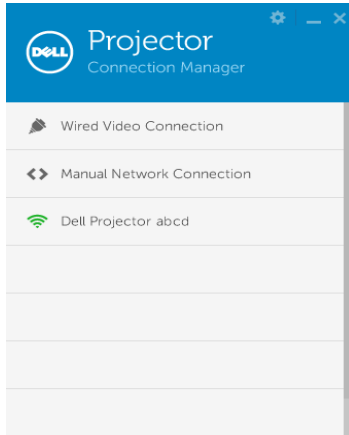 DELL
Projector
Connection Manager
Wired Video Connection
Manual Network Connection
Dell Projector abcd